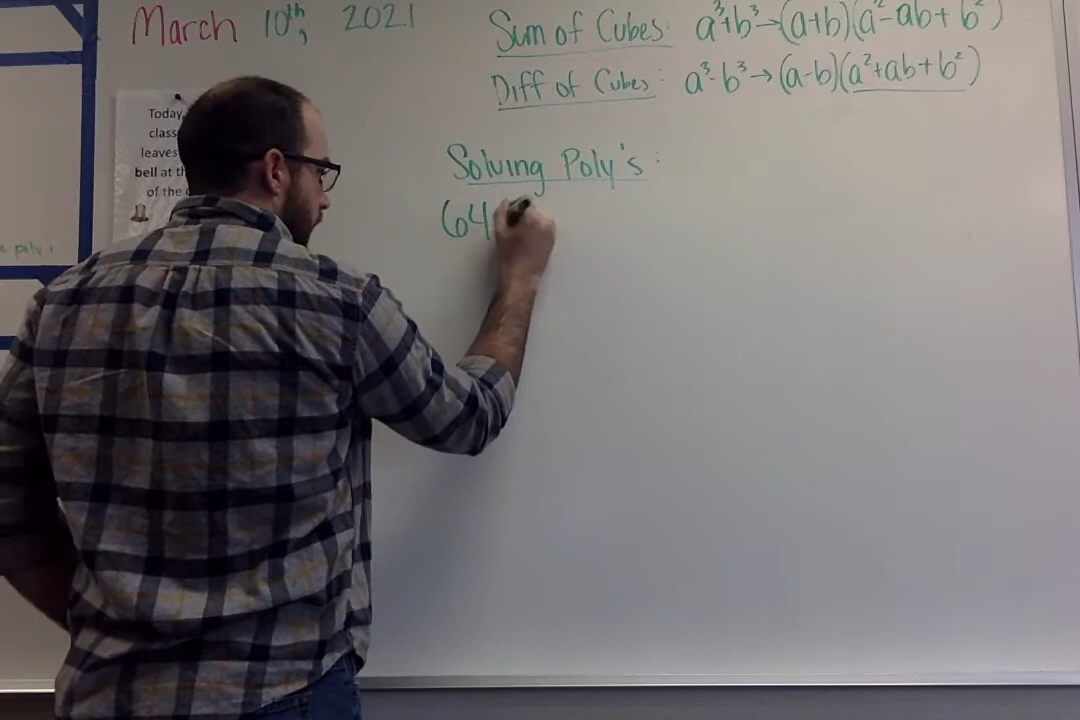 March 10th, 2021
Sum of Cubes: a³+b³→(a+b)(a²-ab+b²)
Diff of Cubes: a³-b³→(a-b)(a²+ab+b²)
Today,
class
leaves
bell at
of the
poly
Solving Poly's:
64